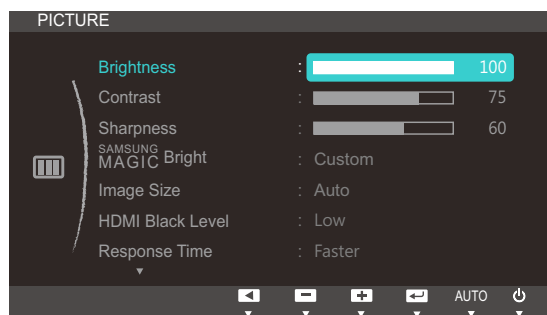 PICTURE
Brightness : 100
Contrast : 75
Sharpness : 60
SAMSUNG
MAGIC Bright : Custom
Image Size : Auto
HDMI Black Level : Low
Response Time : Faster
AUTO